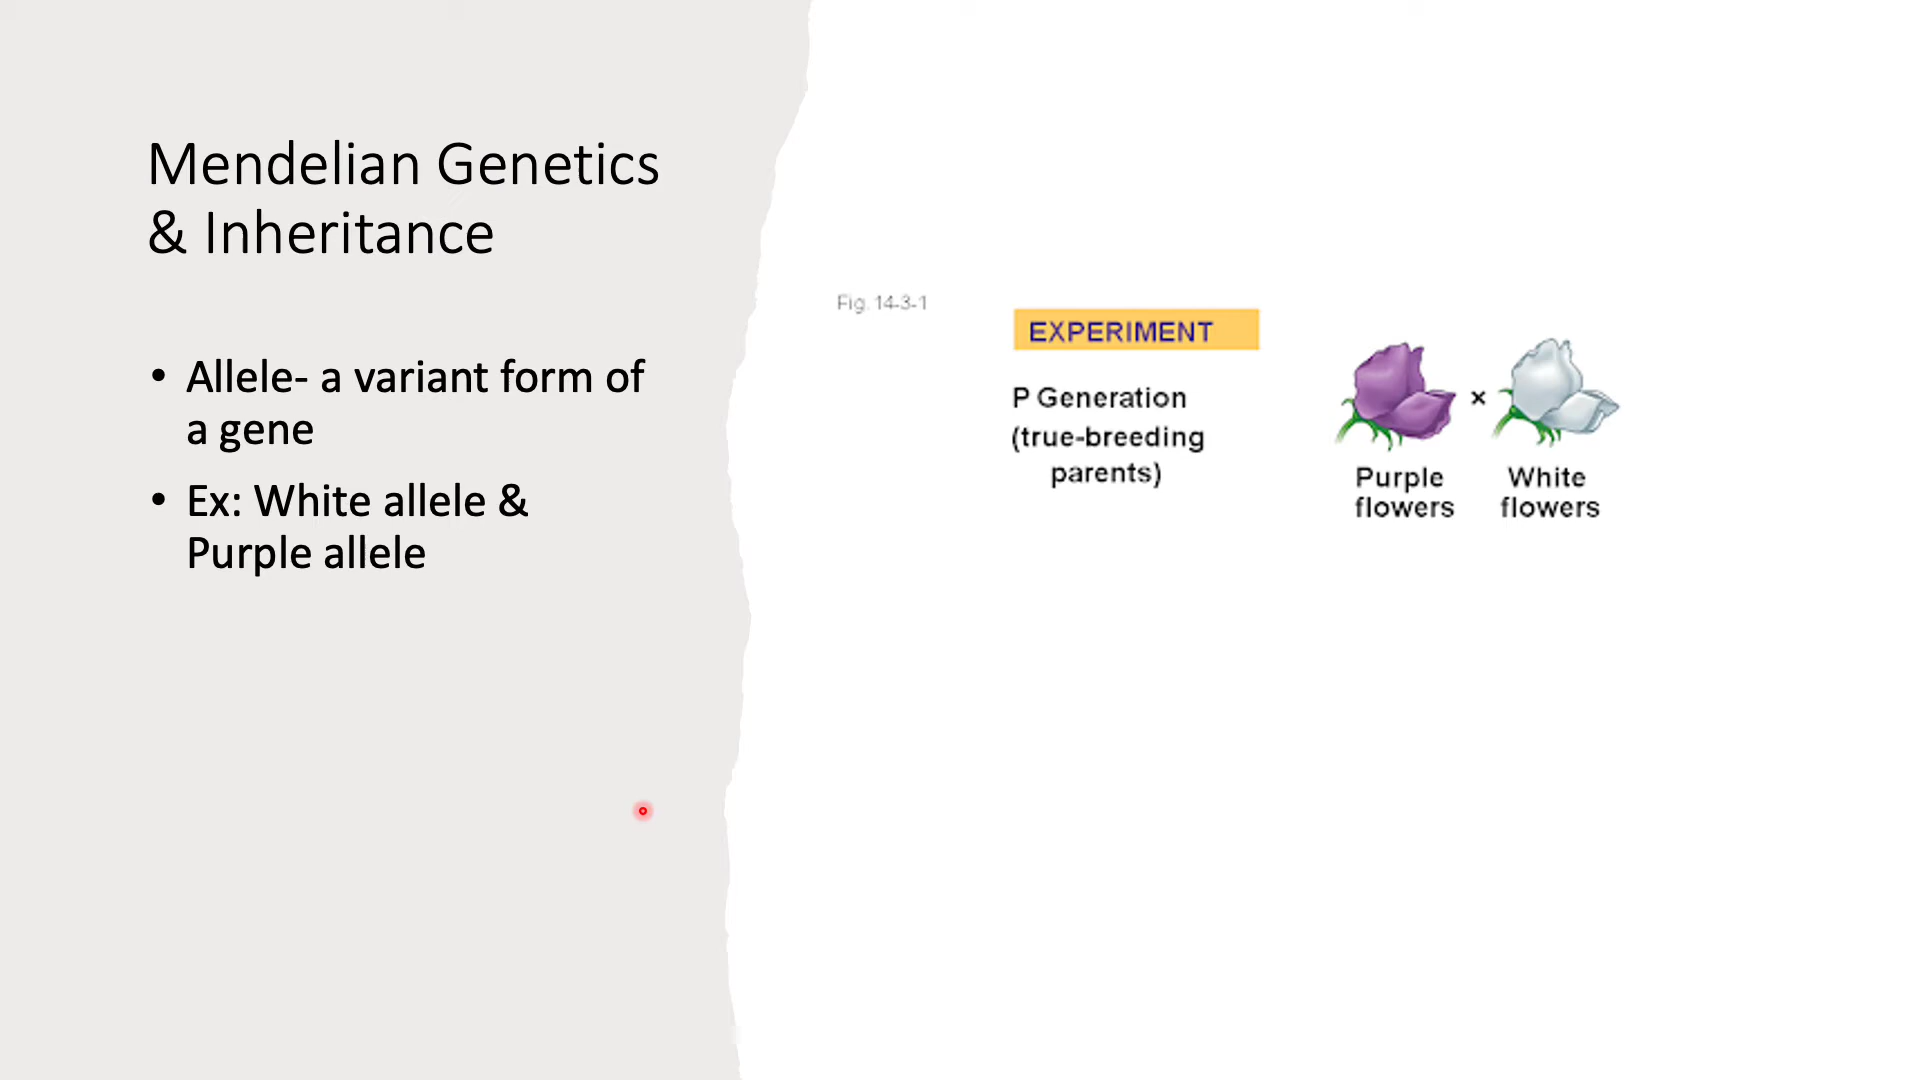 Mendelian Genetics
& Inheritance
• Allele- a variant form of
a gene
• Ex: White allele &
Purple allele
Fig. 14-3-1
EXPERIMENT
P Generation
(true-breeding
parents)
×
Purple
flowers
White
flowers